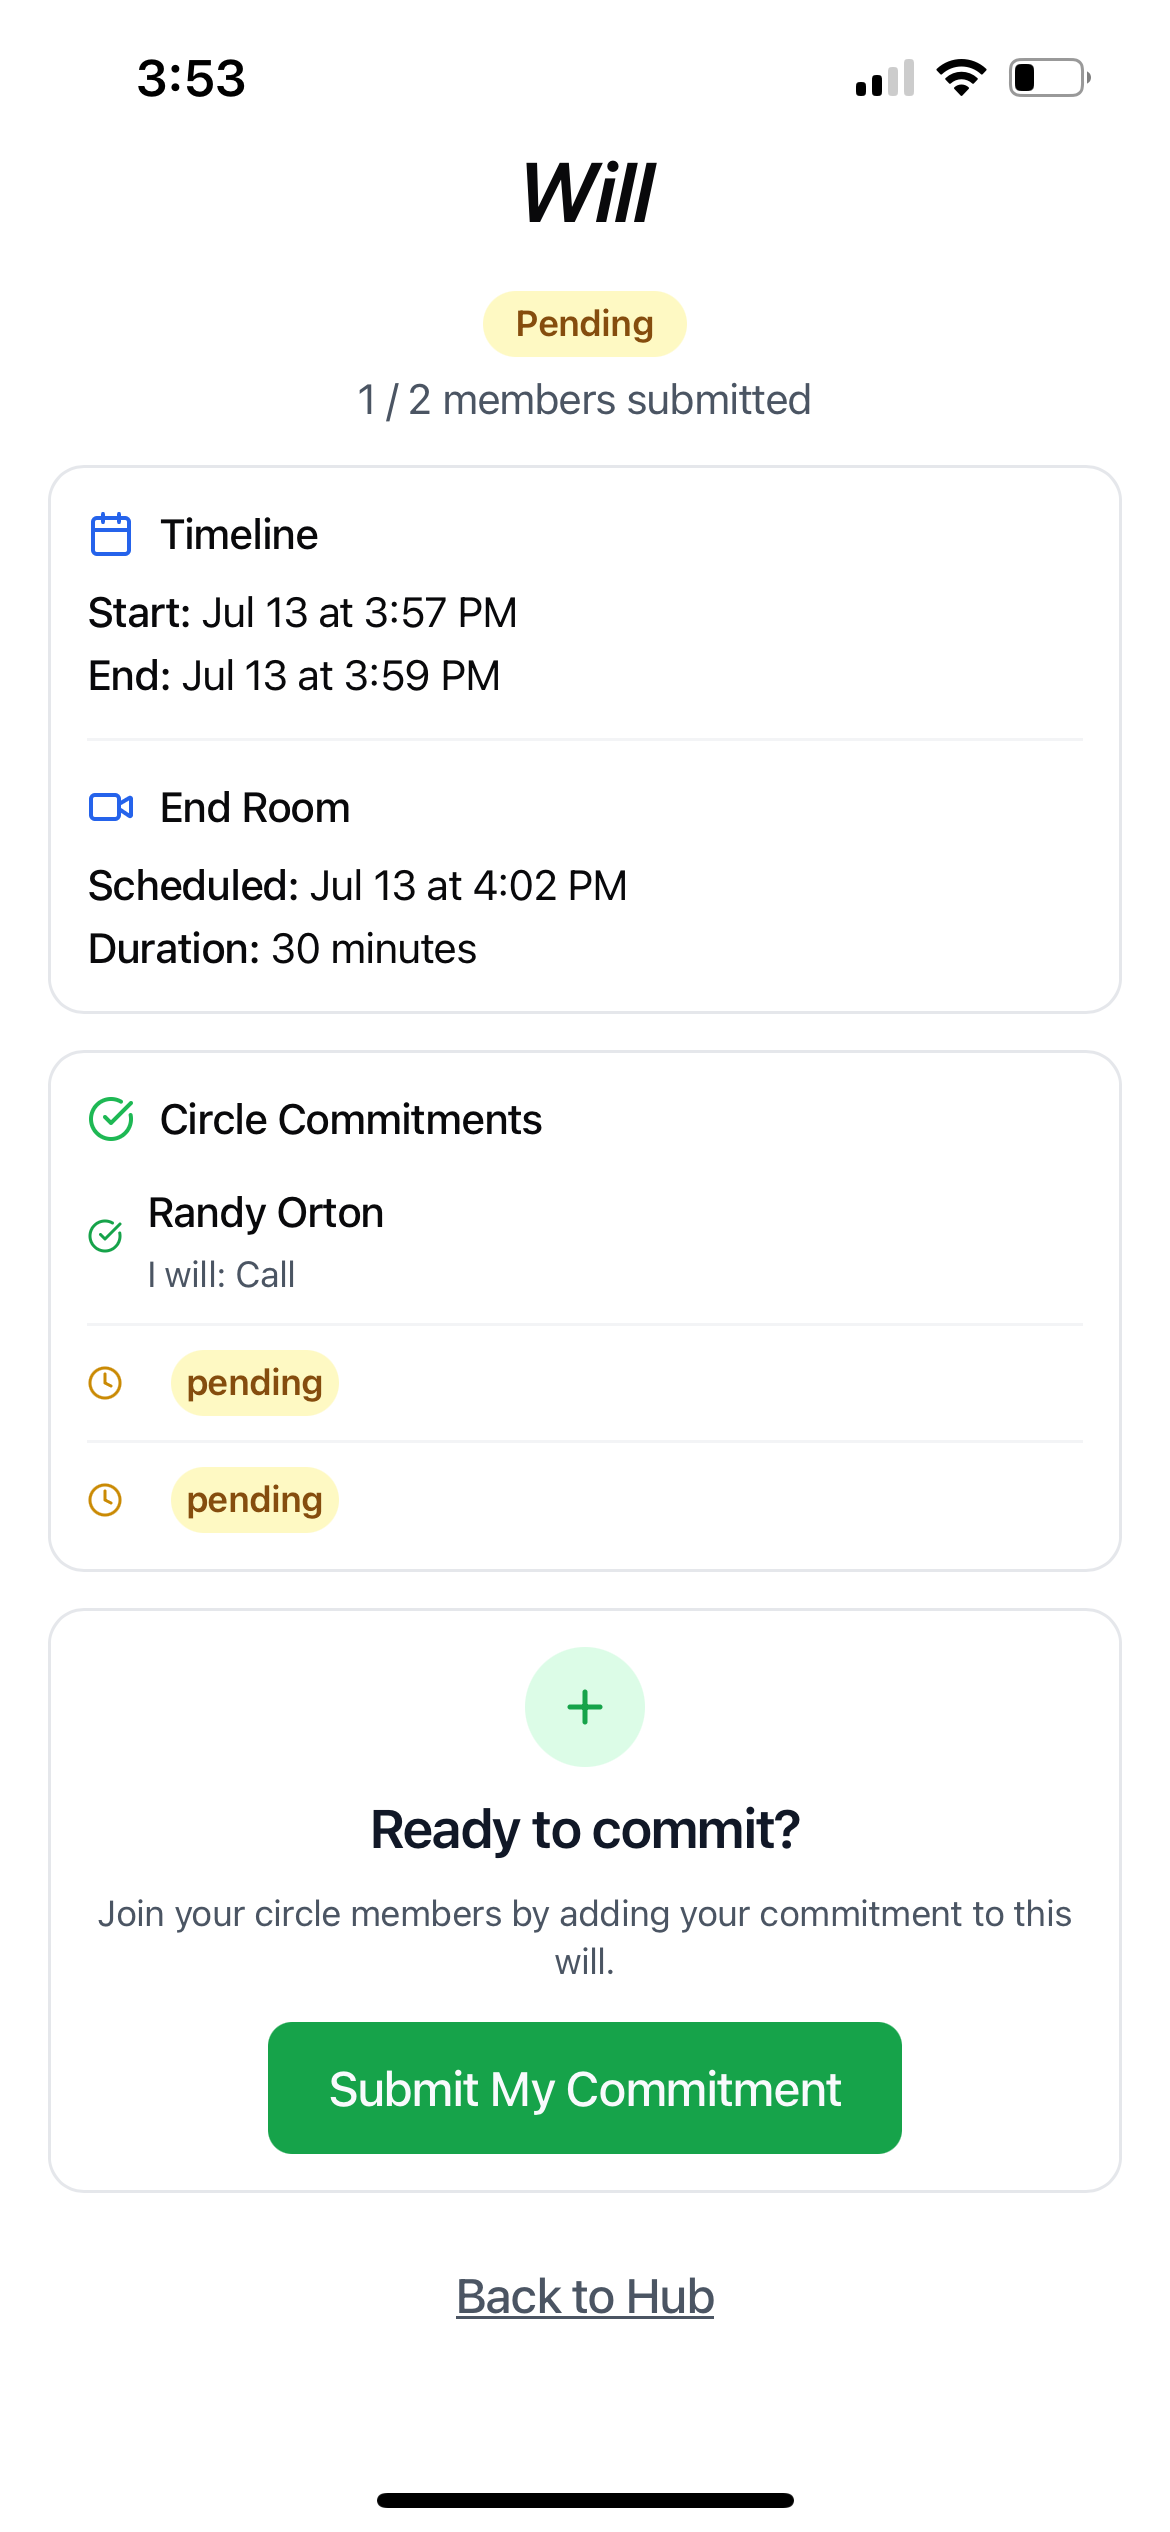 3:53
Will
Pending
1 / 2 members submitted
Timeline
Start: Jul 13 at 3:57 PM
End: Jul 13 at 3:59 PM
End Room
Scheduled: Jul 13 at 4:02 PM
Duration: 30 minutes
Circle Commitments
Randy Orton
I will: Call
pending
pending
Ready to commit?
Join your circle members by adding your commitment to this
will.
Submit My Commitment
Back to Hub